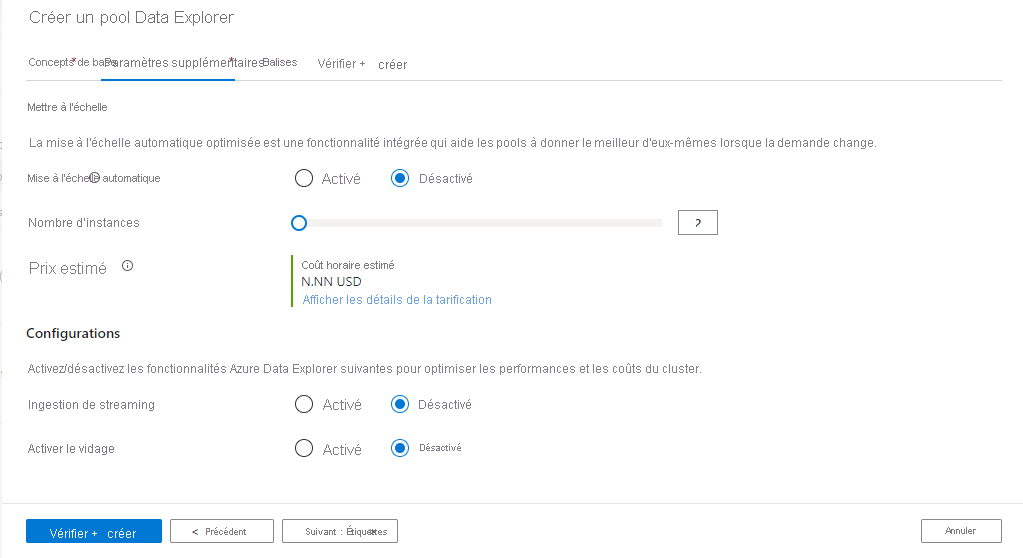 Créer un pool Data Explorer
Concepts de base * Paramètres supplémentaires * Balises Vérifier + créer
Mettre à l'échelle
La mise à l'échelle automatique optimisée est une fonctionnalité intégrée qui aide les pools à donner le meilleur d'eux-mêmes lorsque la demande change.
Mise à l'échelle automatique Activé Désactivé
Nombre d'instances 2
Prix estimé Coût horaire estimé
N.NN USD
Afficher les détails de la tarification
Configurations
Activez/désactivez les fonctionnalités Azure Data Explorer suivantes pour optimiser les performances et les coûts du cluster.
Ingestion de streaming Activé Désactivé
Activer le vidage Activé Désactivé
Vérifier + créer < Précédent Suivant : Étiquettes > Annuler